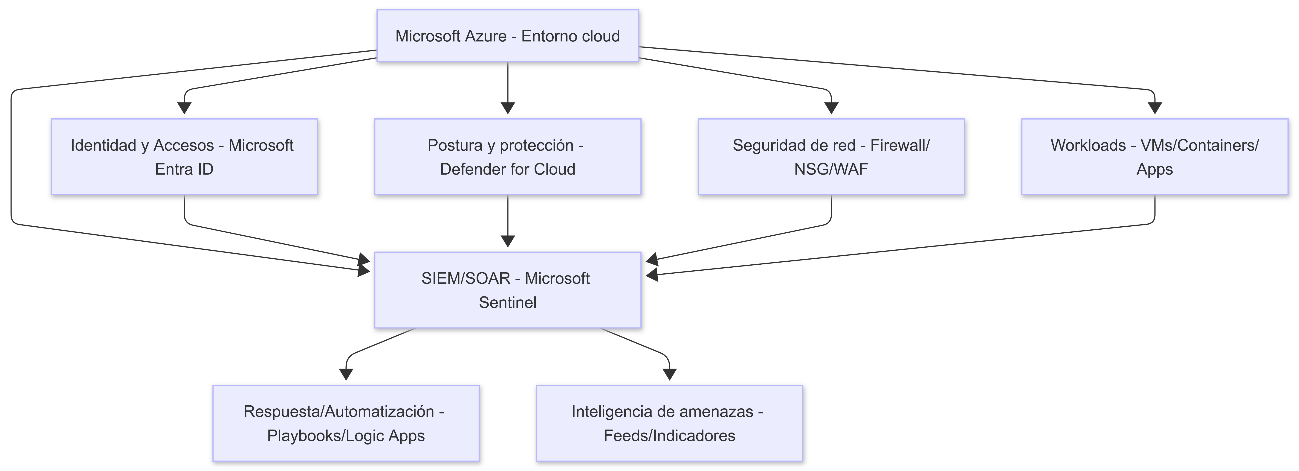 Microsoft Azure - Entorno cloud
Identidad y Accesos - Microsoft
Entra ID
Postura y protección -
Defender for Cloud
Seguridad de red - Firewall/
NSG/WAF
Workloads - VMs/Containers/
Apps
SIEM/SOAR - Microsoft
Sentinel
Respuesta/Automatización -
Playbooks/Logic Apps
Inteligencia de amenazas -
Feeds/Indicadores